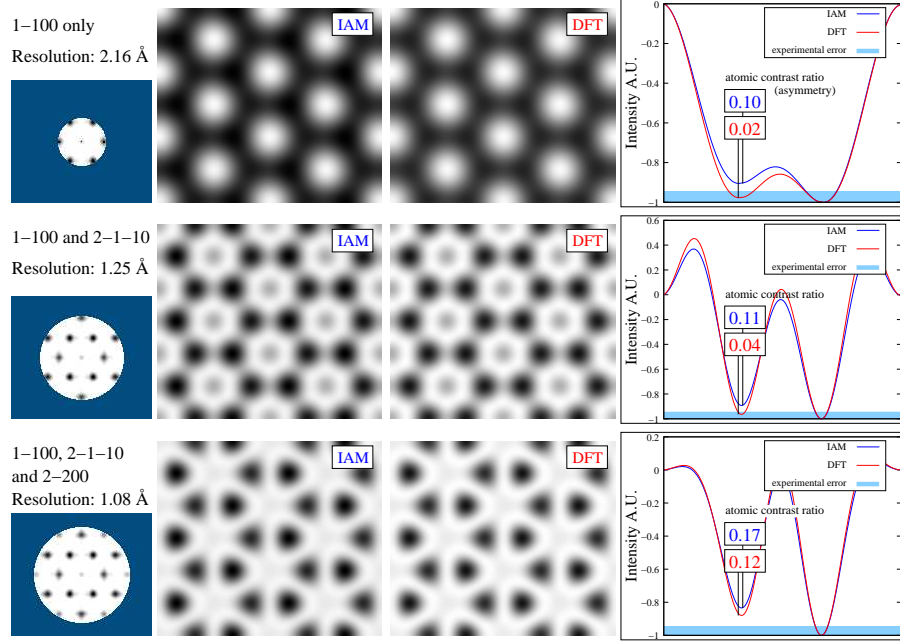 1–100 only
Resolution: 2.16 Å
IAM
DFT
Intensity A.U.
0
−0.2
−0.4
−0.6
−0.8
−1
IAM
DFT
experimental error
atomic contrast ratio
(asymmetry)
0.10
0.02
1–100 and 2–1–10
Resolution: 1.25 Å
IAM
DFT
Intensity A.U.
0.6
0.4
0.2
0
−0.2
−0.4
−0.6
−0.8
−1
IAM
DFT
experimental error
atomic contrast ratio
0.11
0.04
1–100, 2–1–10
and 2–200
Resolution: 1.08 Å
IAM
DFT
Intensity A.U.
0.2
0
−0.2
−0.4
−0.6
−0.8
−1
IAM
DFT
experimental error
atomic contrast ratio
0.17
0.12